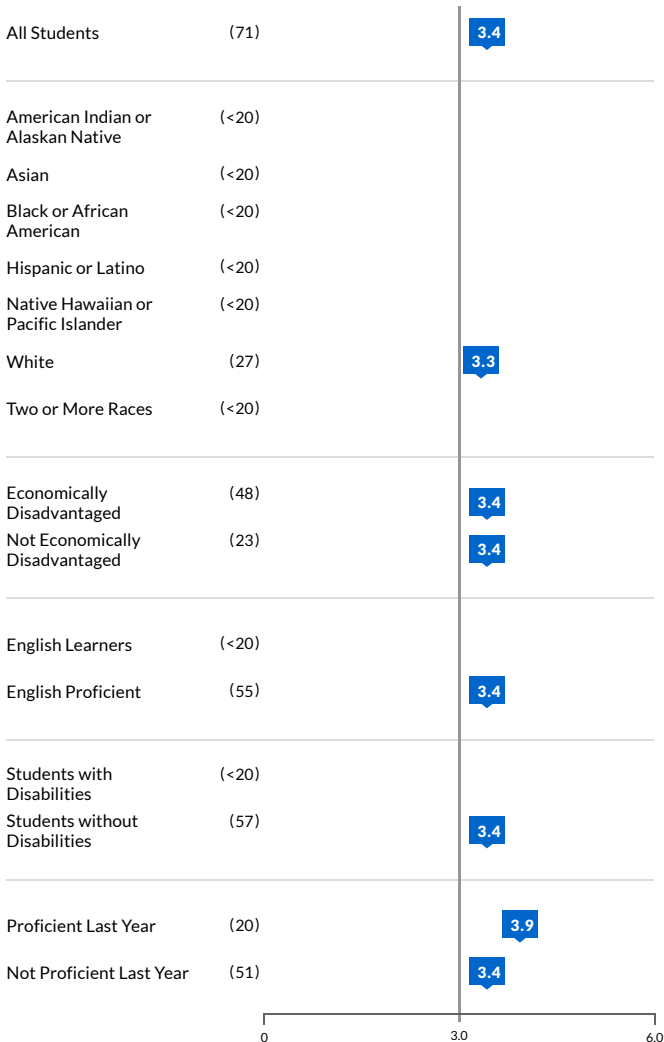 All Students (71) 3.4
American Indian or (<20)
Alaskan Native
Asian (<20)
Black or African (<20)
American
Hispanic or Latino (<20)
Native Hawaiian or (<20)
Pacific Islander
White (27) 3.3
Two or More Races (<20)
Economically (48) 3.4
Disadvantaged
Not Economically (23) 3.4
Disadvantaged
English Learners (<20)
English Proficient (55) 3.4
Students with (<20)
Disabilities
Students without (57) 3.4
Disabilities
Proficient Last Year (20) 3.9
Not Proficient Last Year (51) 3.4
0 3.0 6.0